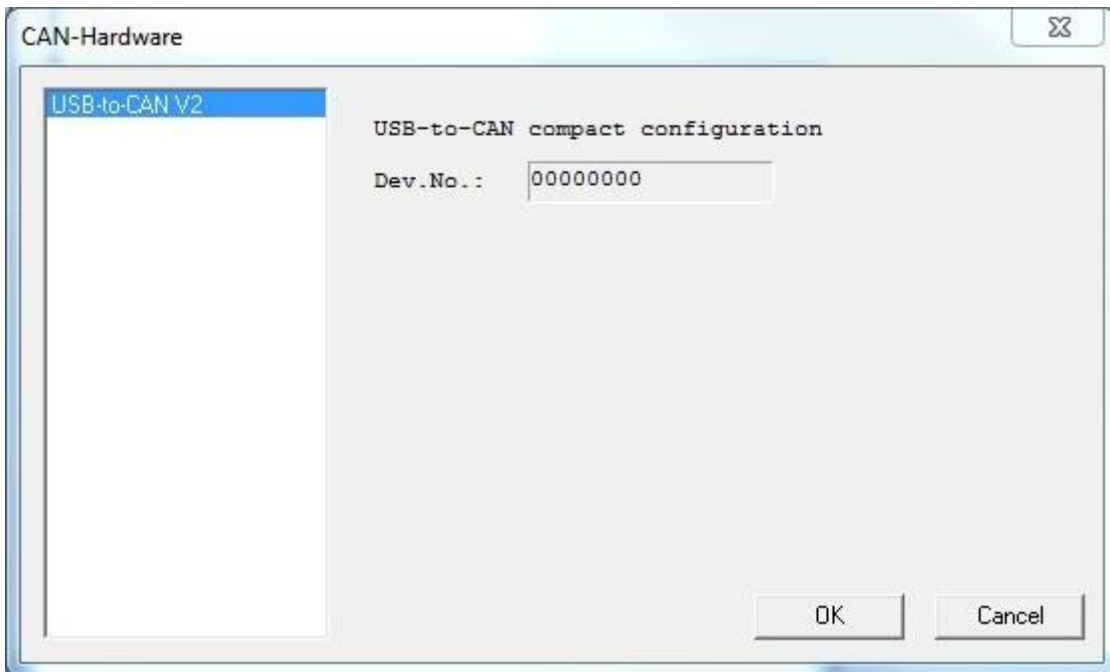 CAN-Hardware
USB-to-CAN V2
USB-to-CAN compact configuration
Dev.No.: 00000000
OK Cancel